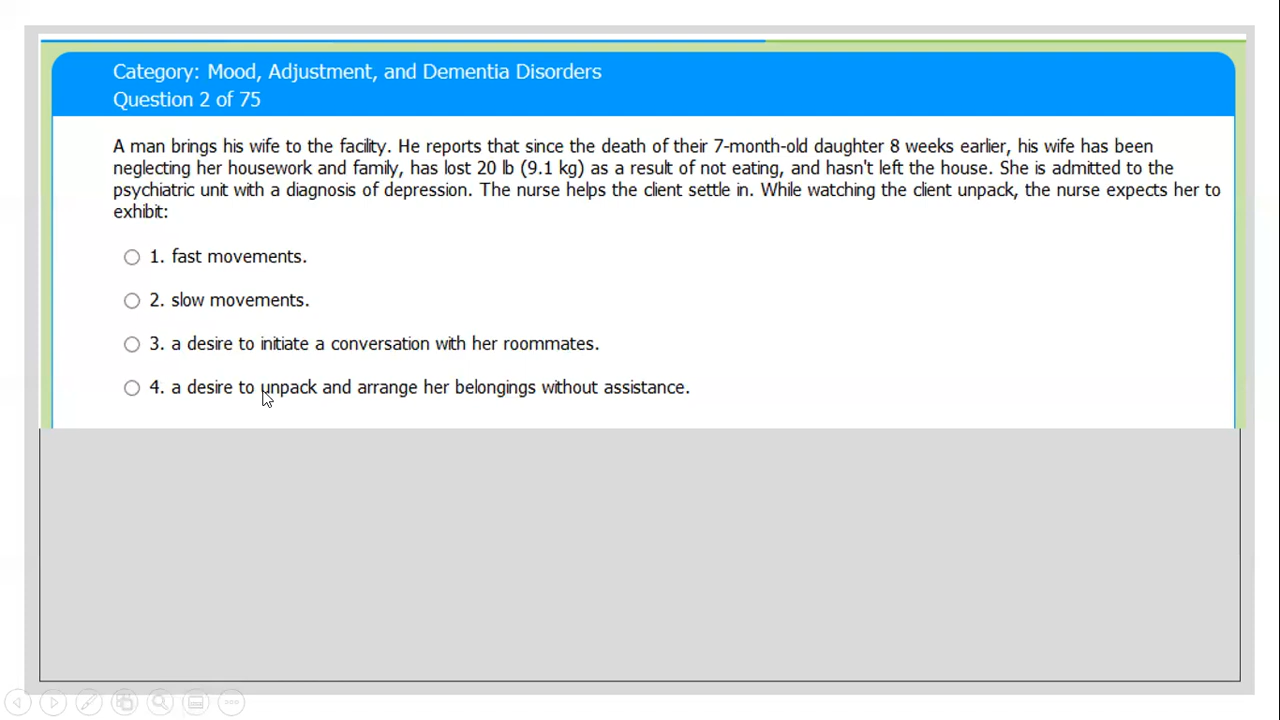 Category: Mood, Adjustment, and Dementia Disorders
Question 2 of 75
A man brings his wife to the facility. He reports that since the death of their 7-month-old daughter 8 weeks earlier, his wife has been
neglecting her housework and family, has lost 20 lb (9.1 kg) as a result of not eating, and hasn't left the house. She is admitted to the
psychiatric unit with a diagnosis of depression. The nurse helps the client settle in. While watching the client unpack, the nurse expects her to
exhibit:
1. fast movements.
2. slow movements.
3. a desire to initiate a conversation with her roommates.
4. a desire to unpack and arrange her belongings without assistance.